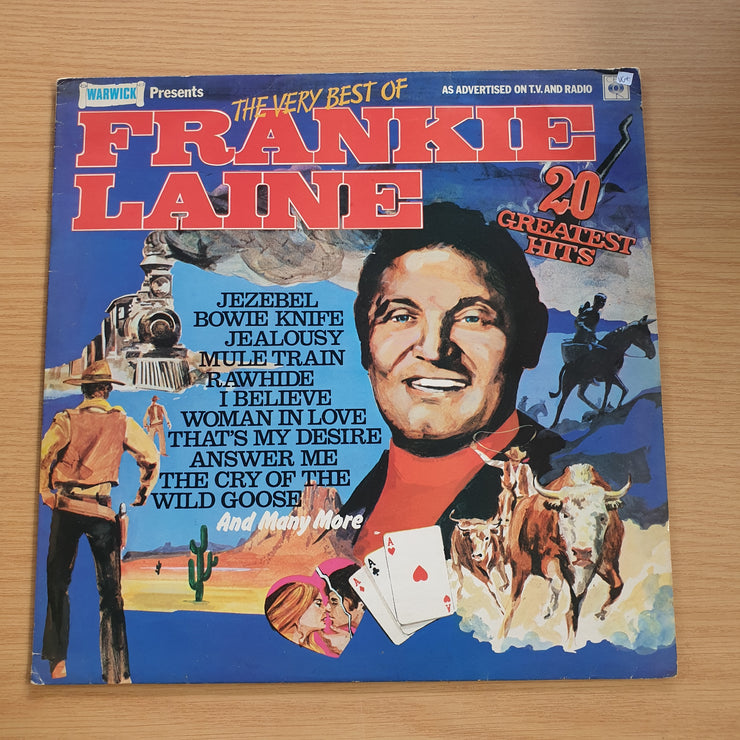 WARWICK Presents
THE VERY BEST OF
AS ADVERTISED ON T.V. AND RADIO
FRANKIE
LAINE
20
GREATEST
HITS
JEZEBEL
BOWIE KNIFE
JEALOUSY
MULE TRAIN
RAWHIDE
I BELIEVE
WOMAN IN LOVE
THAT'S MY DESIRE
ANSWER ME
THE CRY OF THE
WILD GOOSE
And Many More
A
A
A
A